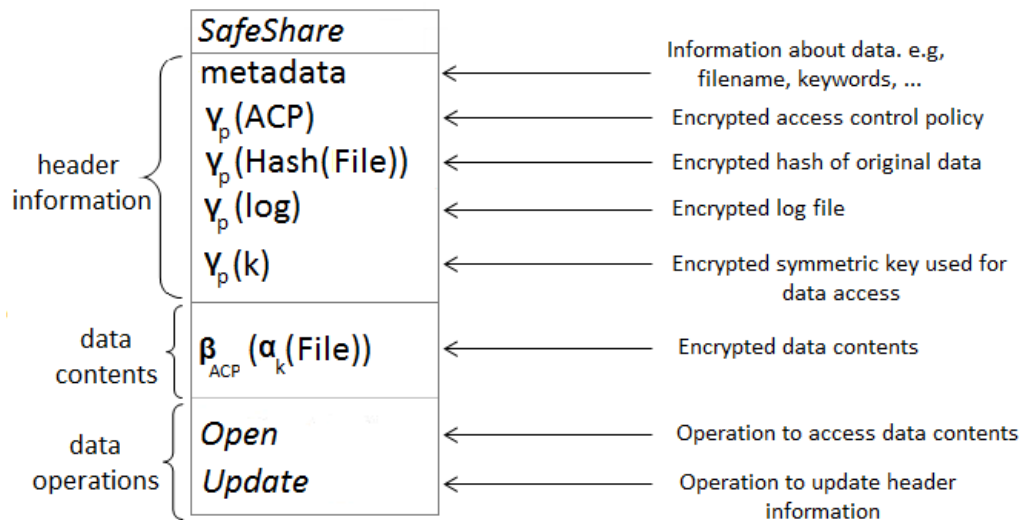 SafeShare
header
information
metadata
γp(ACP)
γp(Hash(File))
γp(log)
γp(k)
Information about data. e.g,
filename, keywords, ...
Encrypted access control policy
Encrypted hash of original data
Encrypted log file
Encrypted symmetric key used for
data access
data
contents
βACP (αk(File))
Encrypted data contents
data
operations
Open
Update
Operation to access data contents
Operation to update header
information